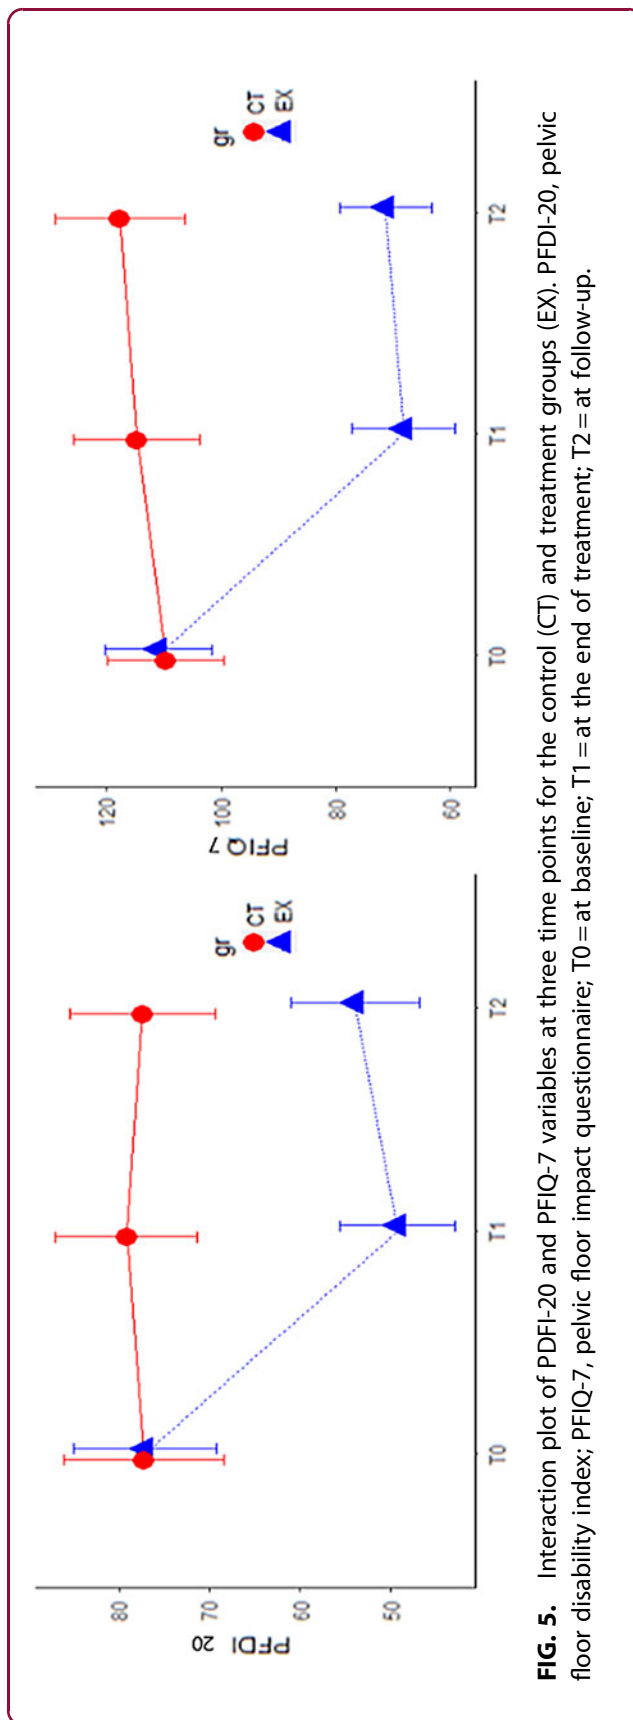 PFDI 20
80
70
60
50
T0
T1
T2
gr
CT
EX
PFIQ 7
120
100
80
60
T0
T1
T2
gr
CT
EX
FIG. 5. Interaction plot of PDFI-20 and PFIQ-7 variables at three time points for the control (CT) and treatment groups (EX). PFDI-20, pelvic
floor disability index; PFIQ-7, pelvic floor impact questionnaire; T0 = at baseline; T1 = at the end of treatment; T2 = at follow-up.